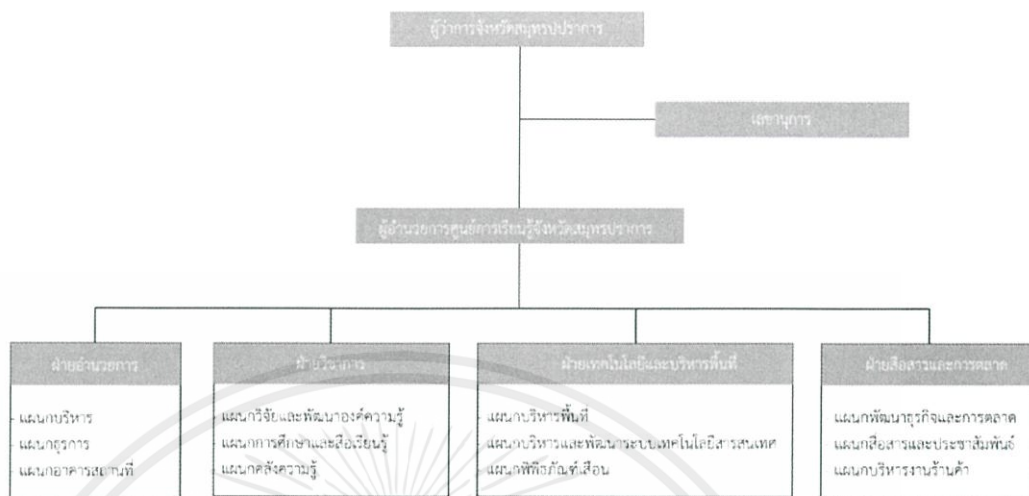 ผู้ว่าการจังหวัดสมุทรปปราการ
เลขานุการ
ผู้อำนวยการศูนย์การเรียนรู้จังหวัดสมุทรปราการ
ฝ่ายอำนวยการ
- แผนกบริหาร
- แผนกธุรการ
- แผนกอาคารสถานที่
ฝ่ายวิชาการ
แผนกวิจัยและพัฒนาองค์ความรู้
แผนกการศึกษาและสื่อเรียนรู้
แผนกคลังความรู้
ฝ่ายเทคโนโลยีและบริหารพื้นที่
- แผนกบริหารพื้นที่
- แผนกบริหารและพัฒนาระบบเทคโนโลยีสารสนเทศ
แผนกพิพิธภัณฑ์เสือน
ฝ่ายสื่อสารและการตลาด
แผนกพัฒนาธุรกิจและการตลาด
แผนกสื่อสารและประชาสัมพันธ์
แผนกบริหารงานร้านค้า